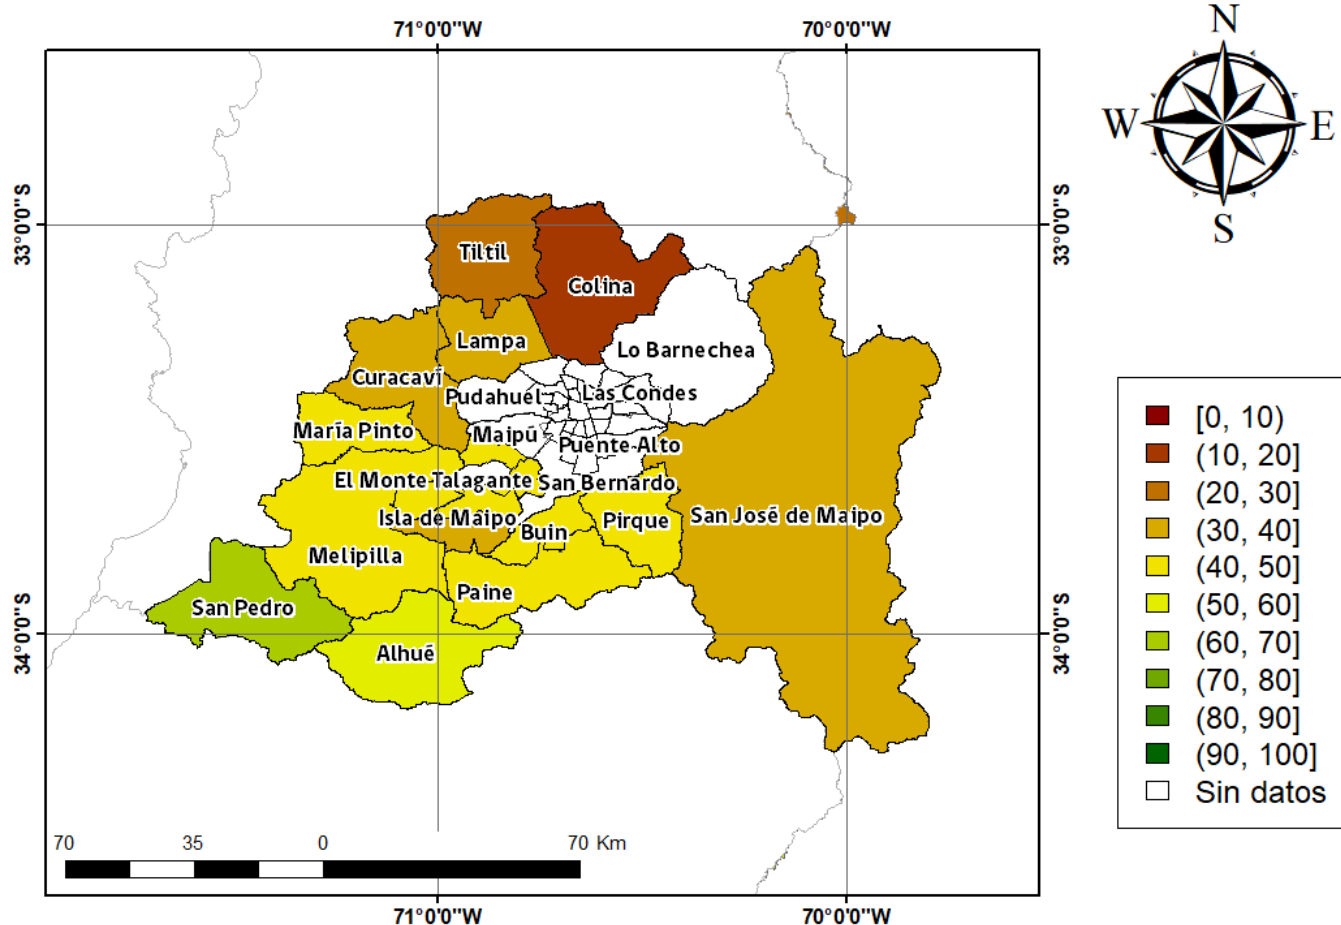 71°0'0"W
70°0'0"W
N
W
E
S
33°0'0"S
33°0'0"S
Tiltil
Colina
Lampa
Lo Barnechea
Curacaví
Pudahuel
Las Condes
María Pinto
Maipú
Puente Alto
El Monte
Talagante
San Bernardo
Isla de Maipo
Buin
Pirque
San José de Maipo
Melipilla
Paine
San Pedro
Alhué
34°0'0"S
34°0'0"S
[0, 10)
(10, 20]
(20, 30]
(30, 40]
(40, 50]
(50, 60]
(60, 70]
(70, 80]
(80, 90]
(90, 100]
Sin datos
70 35 0 70 Km
71°0'0"W
70°0'0"W